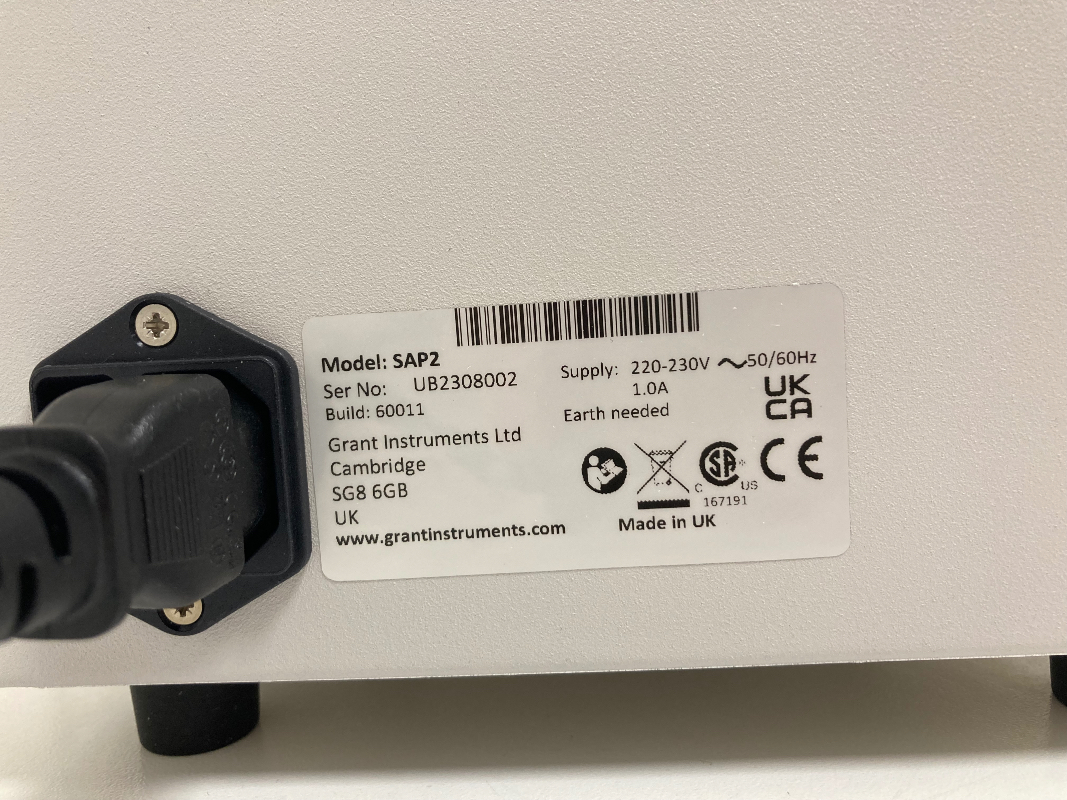 Model: SAP2
Ser No: UB2308002
Build: 60011
Grant Instruments Ltd
Cambridge
SG8 6GB
UK
www.grantinstruments.com
Supply: 220-230V 50/60Hz
1.0A
Earth needed
UK
CA
C SA US CE
167191
Made in UK